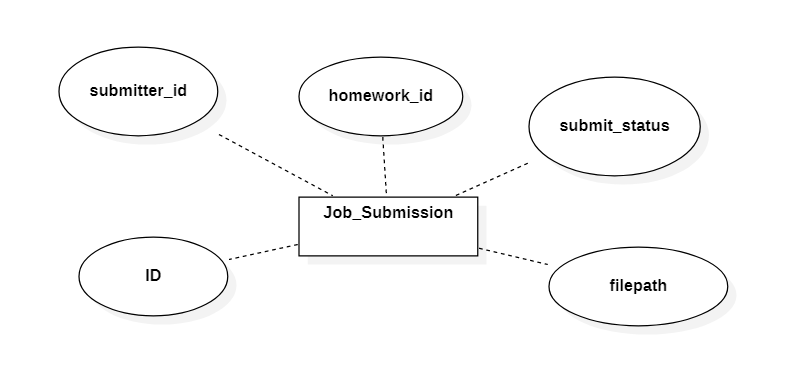 submitter_id
homework_id
submit_status
Job_Submission
ID
filepath